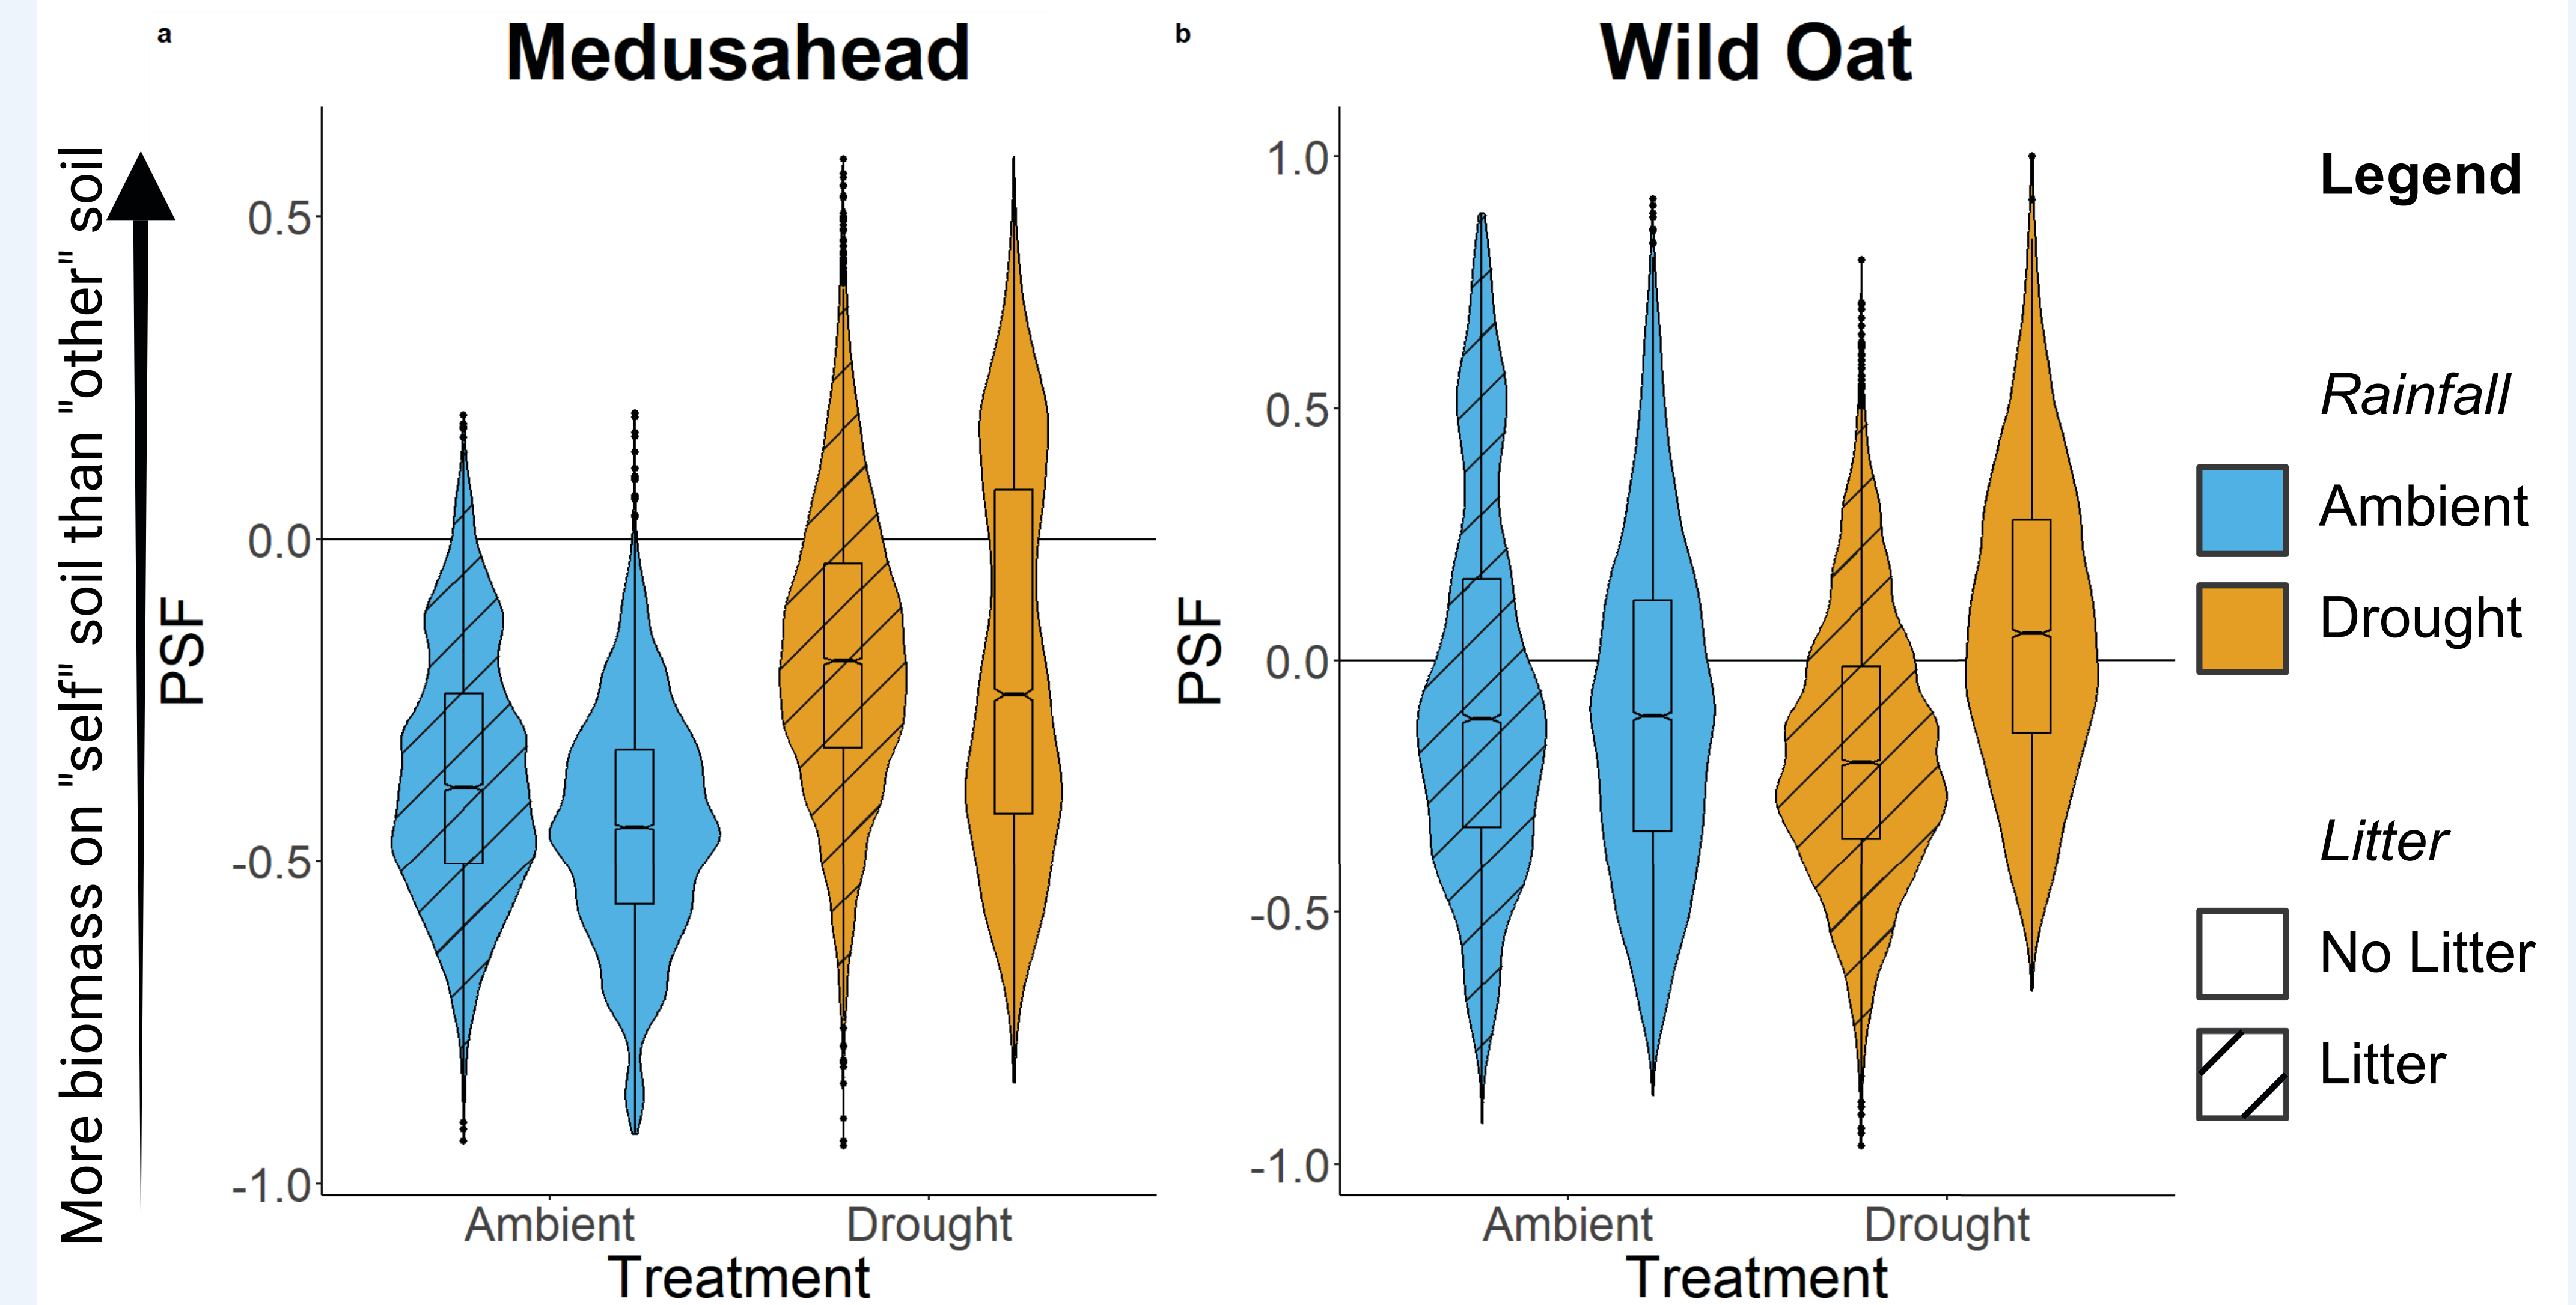 a
Medusahead
More biomass on "self" soil than "other" soil
PSF
0.5
0.0
-0.5
-1.0
Ambient
Drought
Treatment
b
Wild Oat
PSF
1.0
0.5
0.0
-0.5
-1.0
Ambient
Drought
Treatment
Legend
Rainfall
Ambient
Drought
Litter
No Litter
Litter